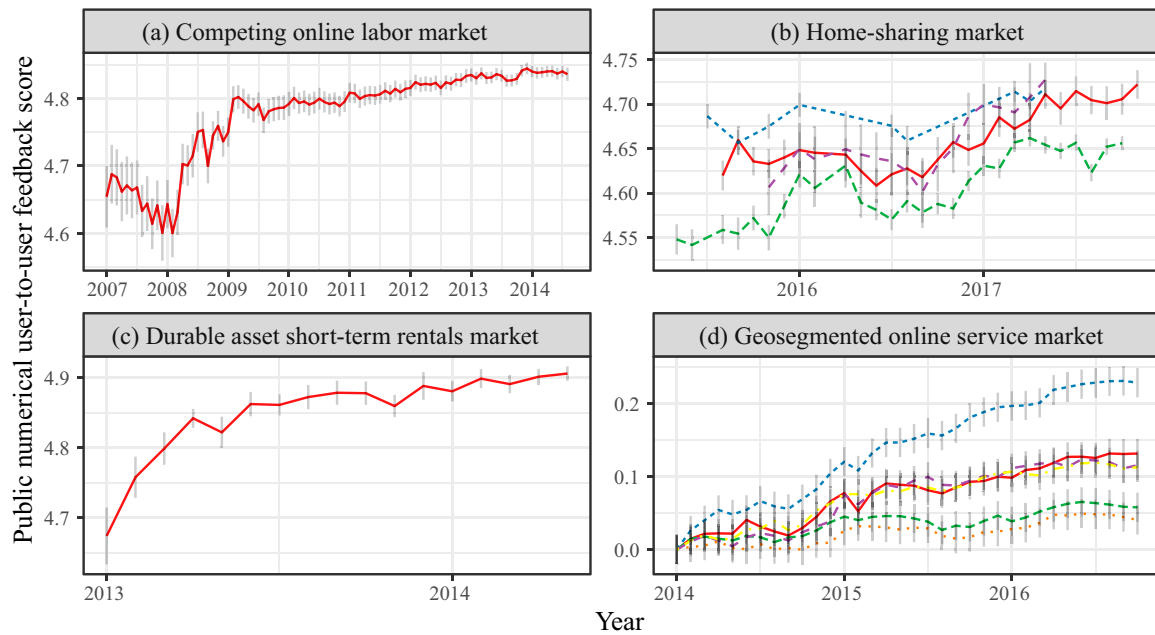 Public numerical user-to-user feedback score
(a) Competing online labor market
4.8
4.7
4.6
2007 2008 2009 2010 2011 2012 2013 2014
(b) Home-sharing market
4.75
4.70
4.65
4.60
4.55
2016 2017
(c) Durable asset short-term rentals market
4.9
4.8
4.7
2013 2014
(d) Geosegmented online service market
0.2
0.1
0.0
2014 2015 2016
Year